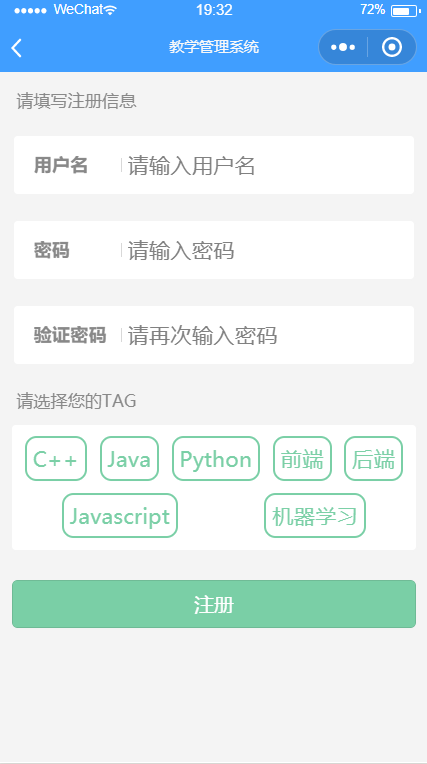 WeChat 19:32 72%
教学管理系统
请填写注册信息
用户名 请输入用户名
密码 请输入密码
验证密码 请再次输入密码
请选择您的TAG
C++ Java Python 前端 后端
Javascript 机器学习
注册